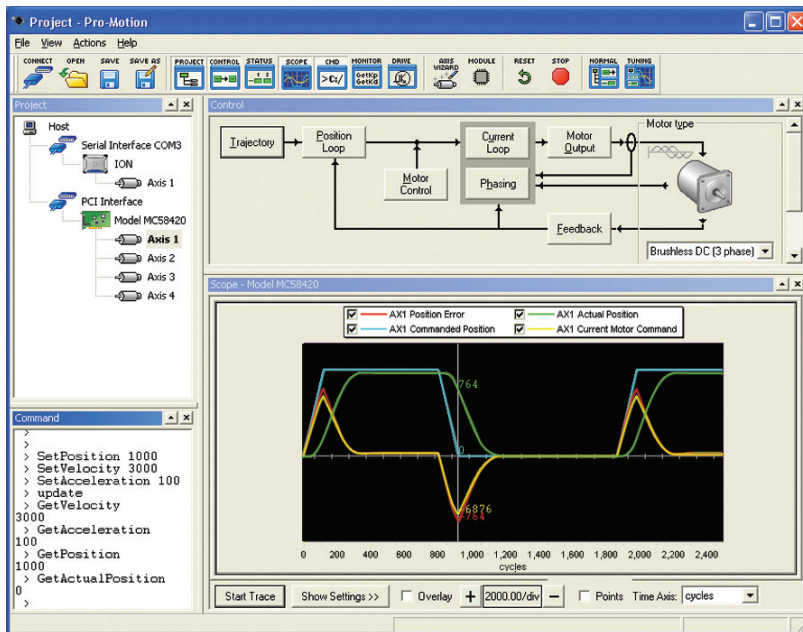 Project - Pro-Motion
File View Actions Help
CONNECT OPEN SAVE SAVE AS PROJECT CONTROL STATUS SCOPE CMD MONITOR DRIVE AXIS WIZARD MODULE RESET STOP NORMAL TUNING
>C:/ GetKp GetKd
Project
Host
Serial Interface COM3
ION
Axis 1
PCI Interface
Model MC58420
Axis 1
Axis 2
Axis 3
Axis 4
Control
Trajectory
Position Loop
Motor Control
Current Loop
Phasing
Motor Output
Feedback
Motor type
Brushless DC (3 phase)
Scope - Model MC58420
AX1 Position Error
AX1 Actual Position
AX1 Commanded Position
AX1 Current Motor Command
764
0
-6876
-764
0 200 400 600 800 1,000 1,200 1,400 1,600 1,800 2,000 2,200 2,400
cycles
Start Trace Show Settings >> Overlay + 2000.00/div − Points Time Axis: cycles
Command
>
>
> SetPosition 1000
> SetVelocity 3000
> SetAcceleration 100
> update
> GetVelocity
3000
> GetAcceleration
100
> GetPosition
1000
> GetActualPosition
0
>